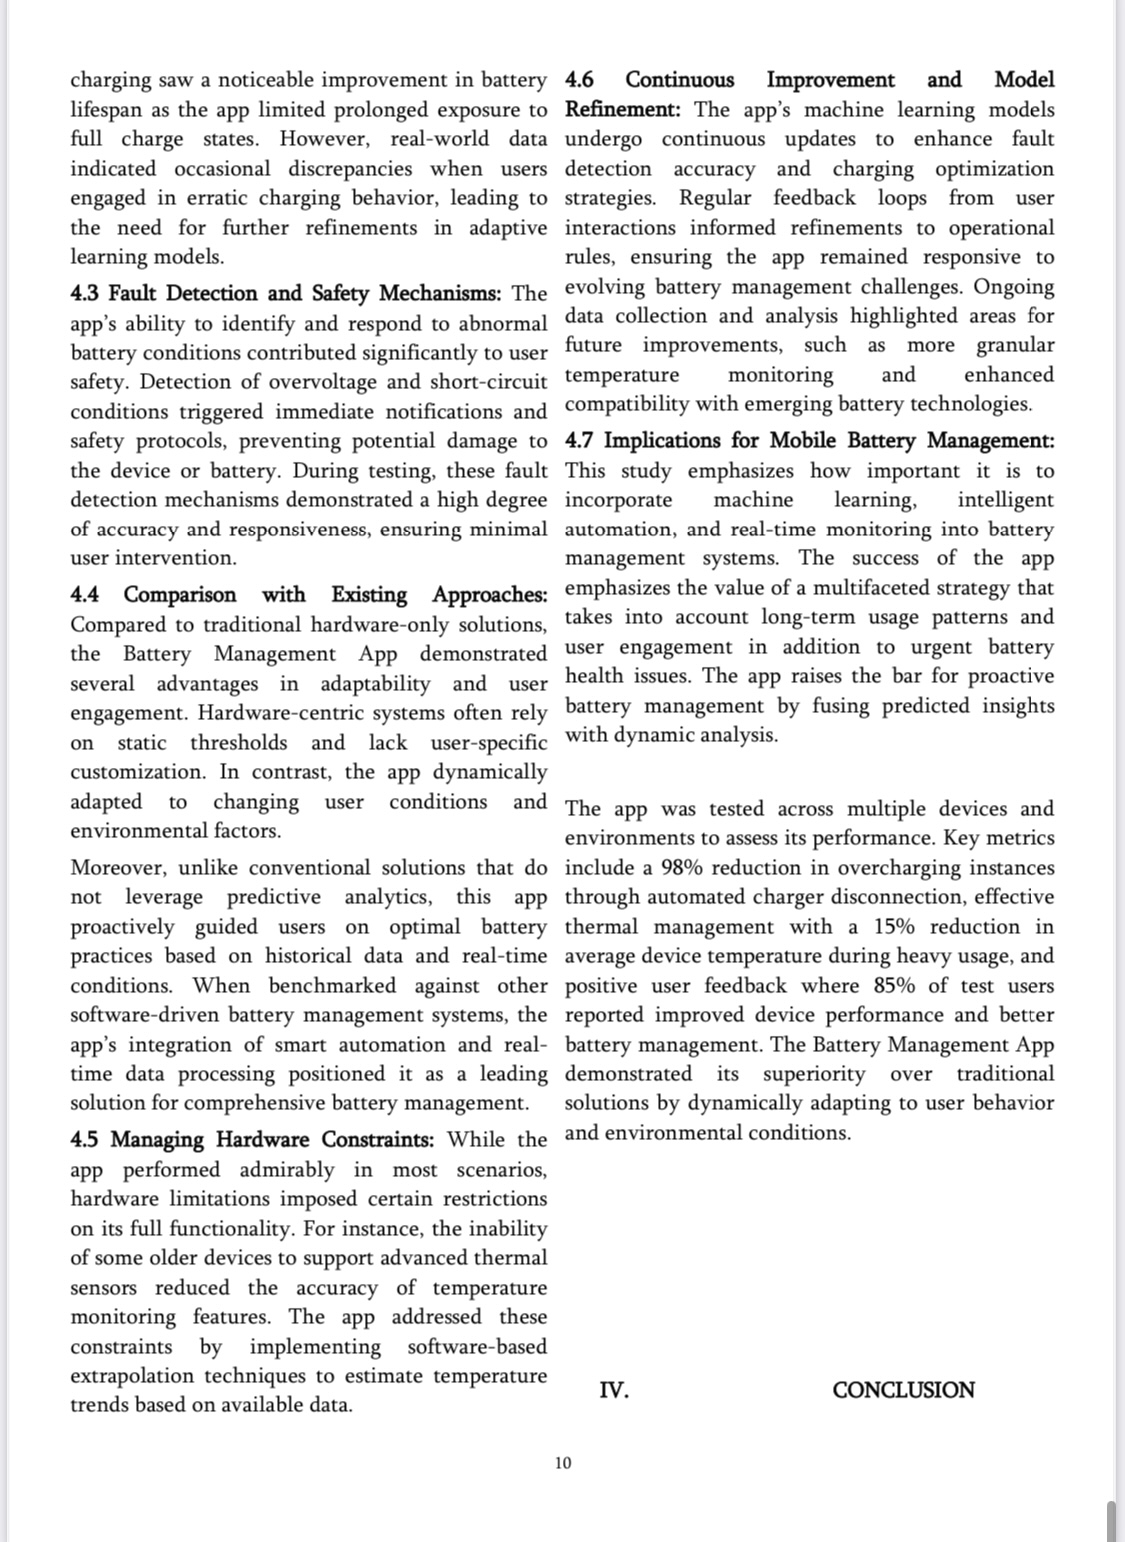 charging saw a noticeable improvement in battery
lifespan as the app limited prolonged exposure to
full charge states. However, real-world data
indicated occasional discrepancies when users
engaged in erratic charging behavior, leading to
the need for further refinements in adaptive
learning models.
4.3 Fault Detection and Safety Mechanisms: The
app's ability to identify and respond to abnormal
battery conditions contributed significantly to user
safety. Detection of overvoltage and short-circuit
conditions triggered immediate notifications and
safety protocols, preventing potential damage to
the device or battery. During testing, these fault
detection mechanisms demonstrated a high degree
of accuracy and responsiveness, ensuring minimal
user intervention.
4.4 Comparison with Existing Approaches:
Compared to traditional hardware-only solutions,
the Battery Management App demonstrated
several advantages in adaptability and user
engagement. Hardware-centric systems often rely
on static thresholds and lack user-specific
customization. In contrast, the app dynamically
adapted to changing user conditions and
environmental factors.
Moreover, unlike conventional solutions that do
not leverage predictive analytics, this app
proactively guided users on optimal battery
practices based on historical data and real-time
conditions. When benchmarked against other
software-driven battery management systems, the
app's integration of smart automation and real-
time data processing positioned it as a leading
solution for comprehensive battery management.
4.5 Managing Hardware Constraints: While the
app performed admirably in most scenarios,
hardware limitations imposed certain restrictions
on its full functionality. For instance, the inability
of some older devices to support advanced thermal
sensors reduced the accuracy of temperature
monitoring features. The app addressed these
constraints by implementing software-based
extrapolation techniques to estimate temperature
trends based on available data.
4.6 Continuous Improvement and Model
Refinement: The app's machine learning models
undergo continuous updates to enhance fault
detection accuracy and charging optimization
strategies. Regular feedback loops from user
interactions informed refinements to operational
rules, ensuring the app remained responsive to
evolving battery management challenges. Ongoing
data collection and analysis highlighted areas for
future improvements, such as more granular
temperature monitoring and enhanced
compatibility with emerging battery technologies.
4.7 Implications for Mobile Battery Management:
This study emphasizes how important it is to
incorporate machine learning, intelligent
automation, and real-time monitoring into battery
management systems. The success of the app
emphasizes the value of a multifaceted strategy that
takes into account long-term usage patterns and
user engagement in addition to urgent battery
health issues. The app raises the bar for proactive
battery management by fusing predicted insights
with dynamic analysis.
The app was tested across multiple devices and
environments to assess its performance. Key metrics
include a 98% reduction in overcharging instances
through automated charger disconnection, effective
thermal management with a 15% reduction in
average device temperature during heavy usage, and
positive user feedback where 85% of test users
reported improved device performance and better
battery management. The Battery Management App
demonstrated its superiority over traditional
solutions by dynamically adapting to user behavior
and environmental conditions.
IV. CONCLUSION
10